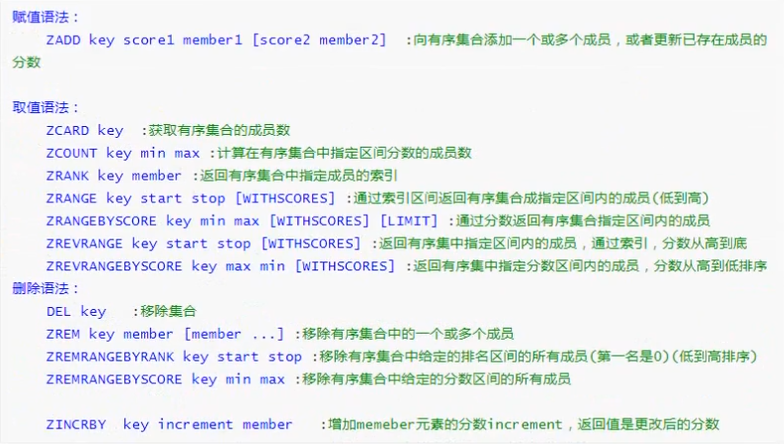 赋值语法：
ZADD key score1 member1 [score2 member2] :向有序集合添加一个或多个成员，或者更新已存在成员的
分数
取值语法：
ZCARD key :获取有序集合的成员数
ZCOUNT key min max :计算在有序集合中指定区间分数的成员数
ZRANK key member :返回有序集合中指定成员的索引
ZRANGE key start stop [WITHSCORES] :通过索引区间返回有序集合成指定区间内的成员(低到高)
ZRANGEBYSCORE key min max [WITHSCORES] [LIMIT] :通过分数返回有序集合指定区间内的成员
ZREVRANGE key start stop [WITHSCORES] :返回有序集中指定区间内的成员，通过索引，分数从高到底
ZREVRANGEBYSCORE key max min [WITHSCORES] :返回有序集中指定分数区间内的成员，分数从高到低排序
删除语法：
DEL key :移除集合
ZREM key member [member ...] :移除有序集合中的一个或多个成员
ZREMRANGEBYRANK key start stop :移除有序集合中给定的排名区间的所有成员(第一名是0)(低到高排序)
ZREMRANGEBYSCORE key min max :移除有序集合中给定的分数区间的所有成员
ZINCRBY key increment member :增加memeber元素的分数increment，返回值是更改后的分数